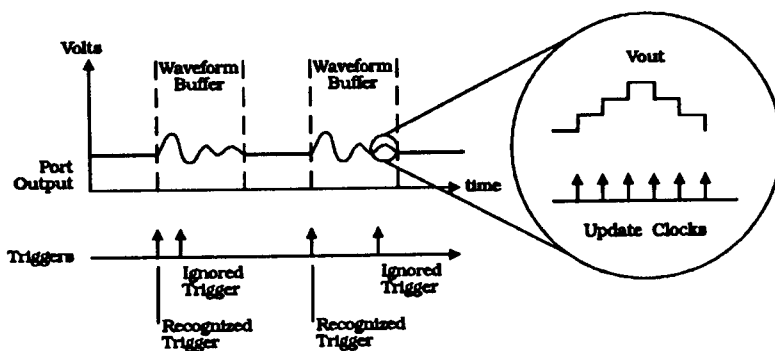 Volts
Waveform
Buffer
Waveform
Buffer
Vout
Port
Output
time
Update Clocks
Triggers
Ignored
Trigger
Ignored
Trigger
Recognized
Trigger
Recognized
Trigger